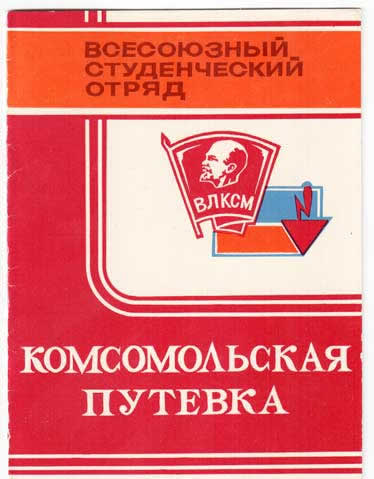 ВСЕСОЮЗНЫЙ
СТУДЕНЧЕСКИЙ
ОТРЯД
ВЛКСМ
КОМСОМОЛЬСКАЯ
ПУТЕВКА